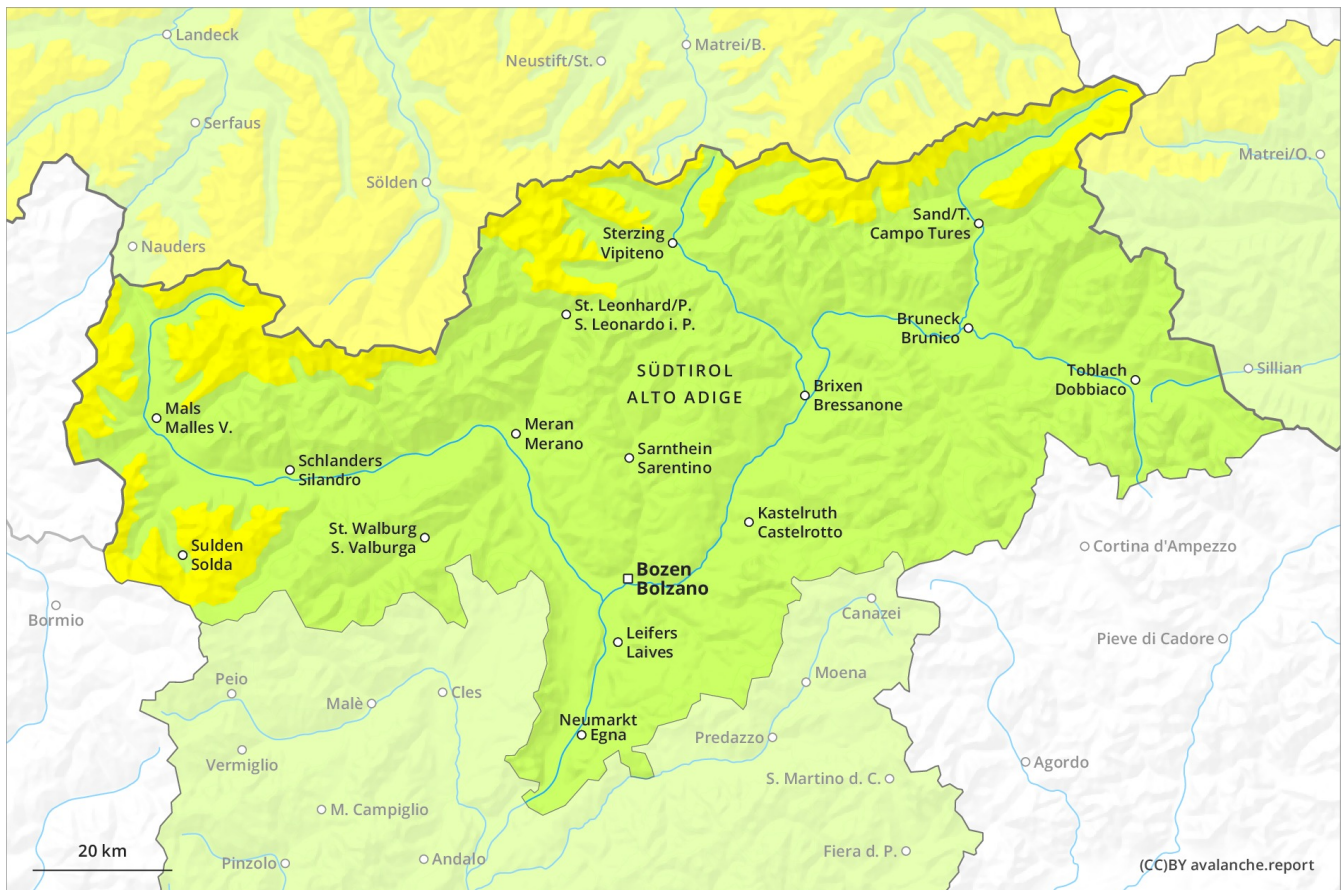 Landeck
Matrei/B.
Neustift/St.
Serfaus
Matrei/O.
Sölden
Sand/T.
Campo Tures
Nauders
Sterzing
Vipiteno
St. Leonhard/P.
S. Leonardo i. P.
Bruneck
Brunico
SÜDTIROL
ALTO ADIGE
Toblach
Dobbiaco
Sillian
Brixen
Bressanone
Mals
Malles V.
Meran
Merano
Sarnthein
Sarentino
Schlanders
Silandro
Kastelruth
Castelrotto
St. Walburg
S. Valburga
Sulden
Solda
Cortina d'Ampezzo
Bozen
Bolzano
Bormio
Canazei
Leifers
Laives
Pieve di Cadore
Peio
Moena
Malè
Cles
Neumarkt
Egna
Predazzo
Vermiglio
Agordo
S. Martino d. C.
M. Campiglio
20 km
Pinzolo
Andalo
Fiera d. P.
(CC)BY avalanche.report